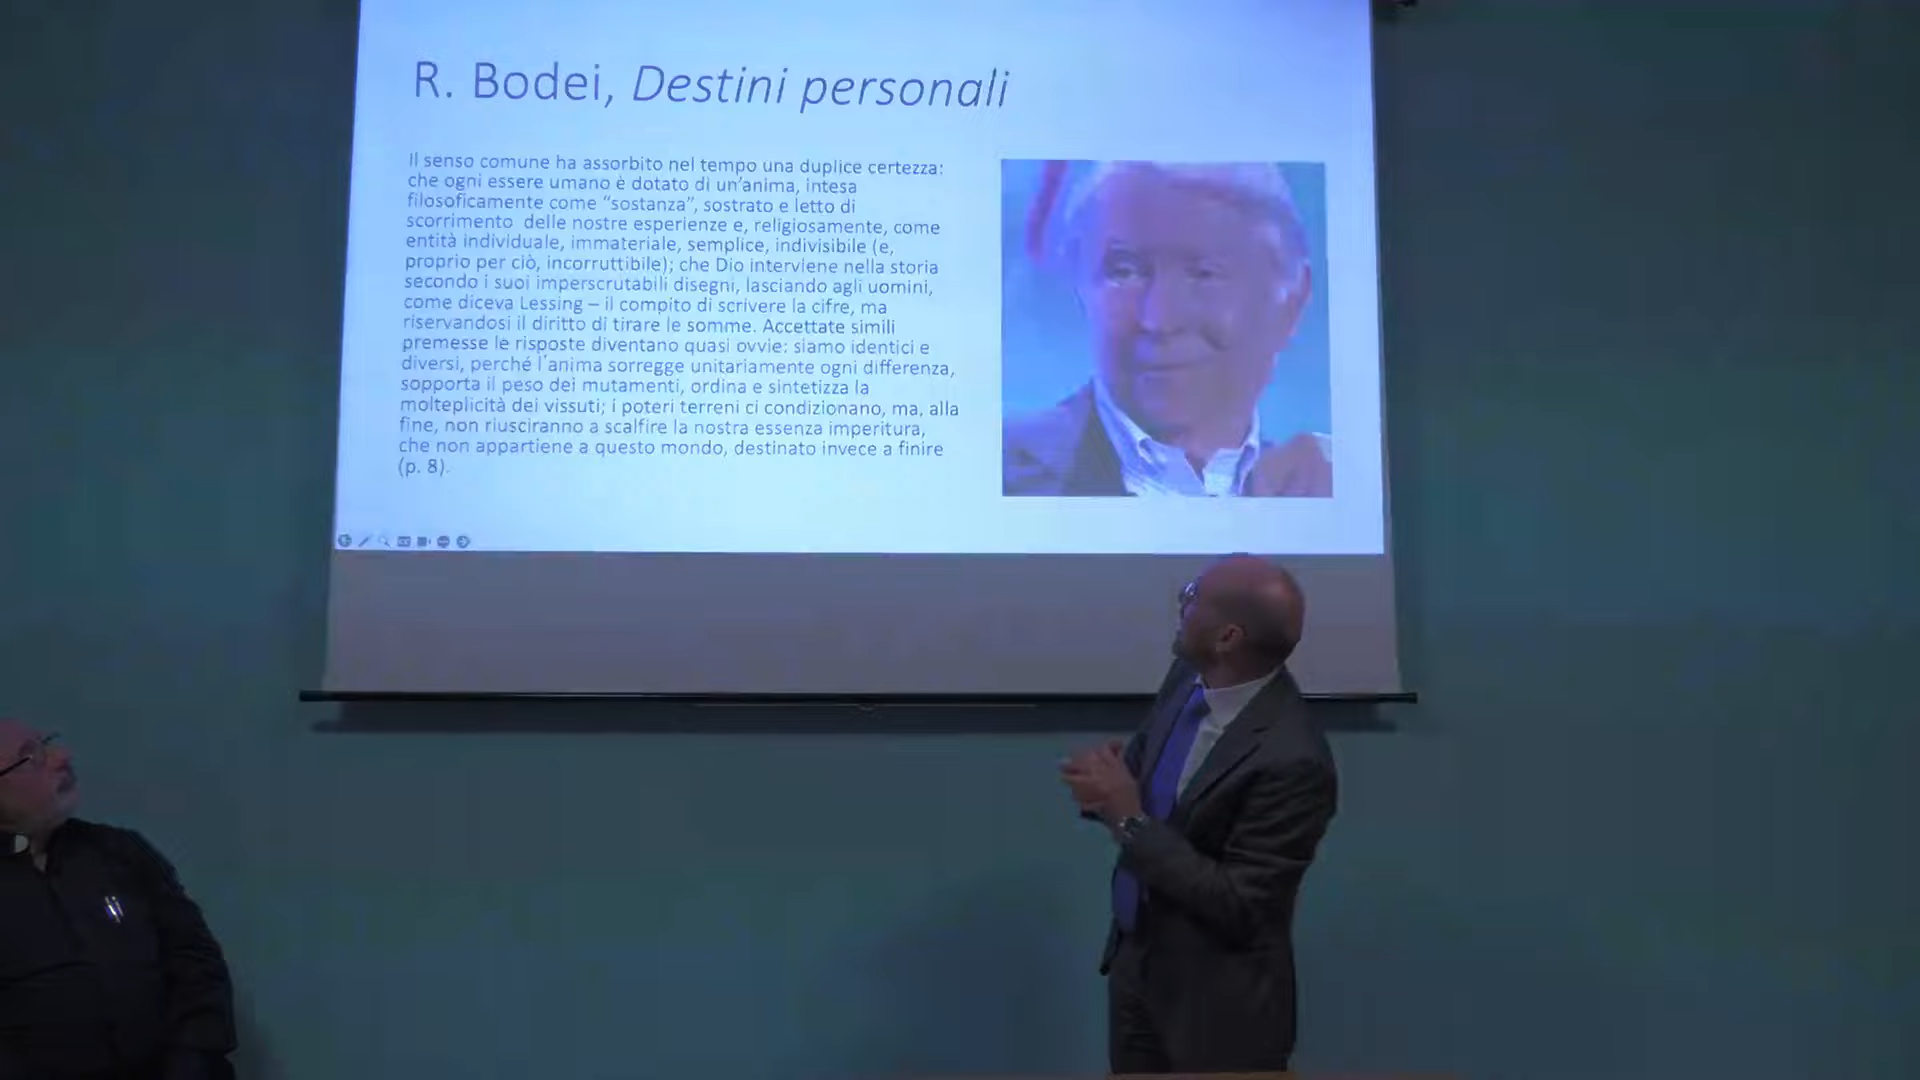 R. Bodei, Destini personali
Il senso comune ha assorbito nel tempo una duplice certezza:
che ogni essere umano è dotato di un'anima, intesa
filosoficamente come “sostanza”, sostrato e letto di
scorrimento delle nostre esperienze e, religiosamente, come
entità individuale, immateriale, semplice, indivisibile (e,
proprio per ciò, incorruttibile); che Dio interviene nella storia
secondo i suoi imperscrutabili disegni, lasciando agli uomini,
come diceva Lessing – il compito di scrivere la cifre, ma
riservandosi il diritto di tirare le somme. Accettate simili
premesse le risposte diventano quasi ovvie: siamo identici e
diversi, perché l'anima sorregge unitariamente ogni differenza,
sopporta il peso dei mutamenti, ordina e sintetizza la
molteplicità dei vissuti; i poteri terreni ci condizionano, ma, alla
fine, non riusciranno a scalfire la nostra essenza imperitura,
che non appartiene a questo mondo, destinato invece a finire
(p. 8).